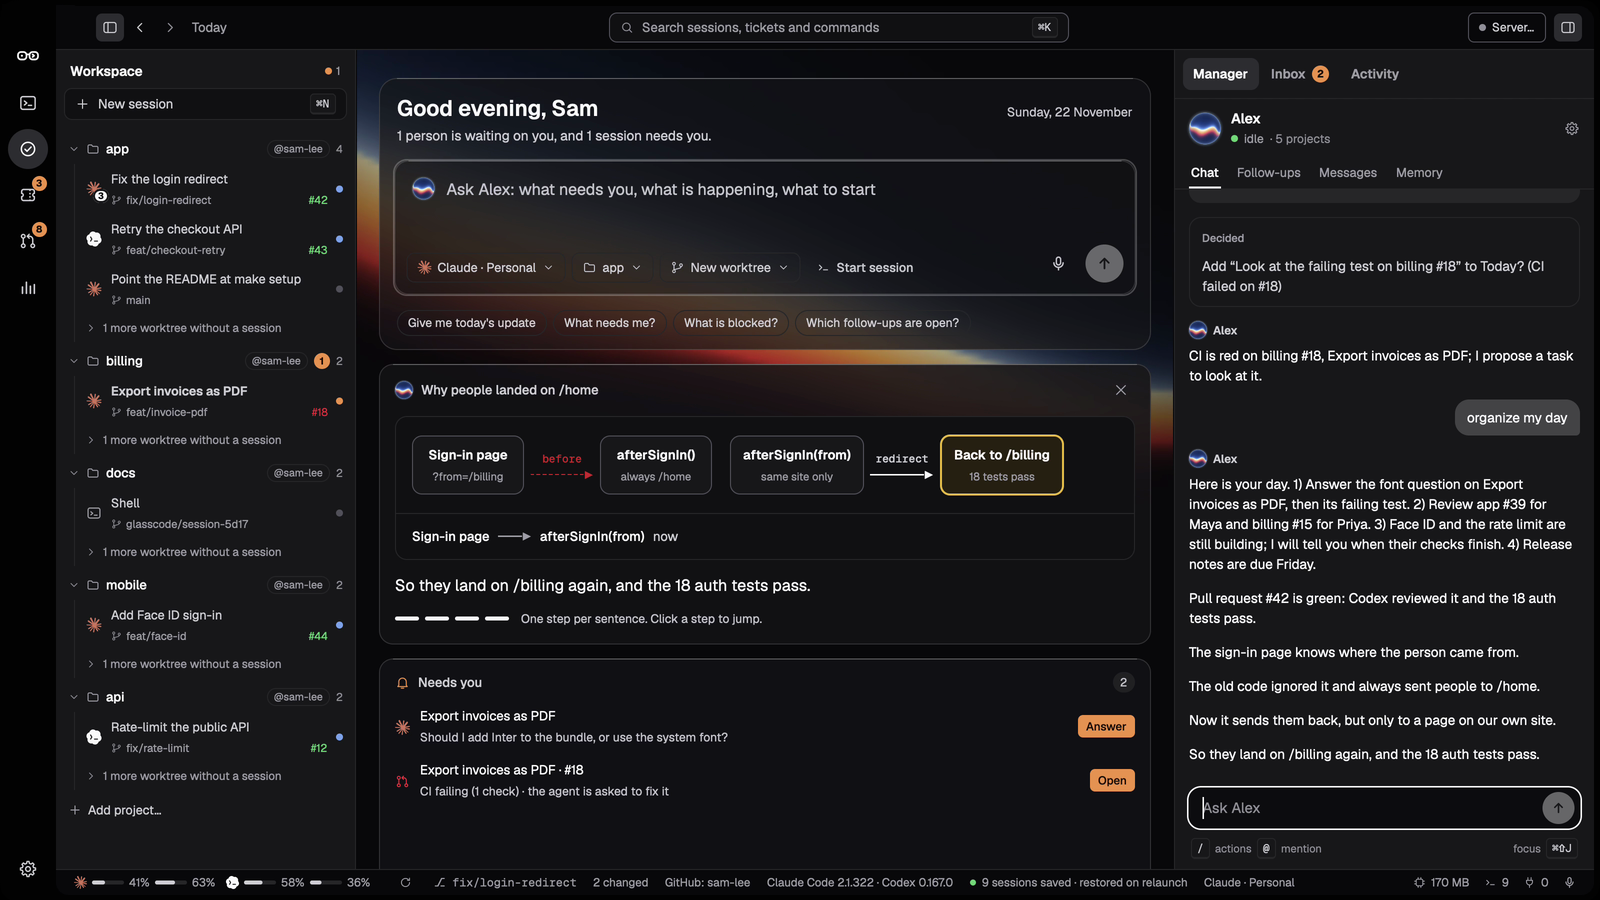 Today
Search sessions, tickets and commands
⌘K
Server...
3
8
Workspace
1
New session
⌘N
app
@sam-lee
4
Fix the login redirect
3
fix/login-redirect
#42
Retry the checkout API
feat/checkout-retry
#43
Point the README at make setup
main
1 more worktree without a session
billing
@sam-lee
1
2
Export invoices as PDF
feat/invoice-pdf
#18
1 more worktree without a session
docs
@sam-lee
2
Shell
glasscode/session-5d17
1 more worktree without a session
mobile
@sam-lee
2
Add Face ID sign-in
feat/face-id
#44
1 more worktree without a session
api
@sam-lee
2
Rate-limit the public API
fix/rate-limit
#12
1 more worktree without a session
Add project...
Good evening, Sam
Sunday, 22 November
1 person is waiting on you, and 1 session needs you.
Ask Alex: what needs you, what is happening, what to start
Claude · Personal
app
New worktree
Start session
Give me today's update
What needs me?
What is blocked?
Which follow-ups are open?
Why people landed on /home
Sign-in page
?from=/billing
before
afterSignIn()
always /home
afterSignIn(from)
same site only
redirect
Back to /billing
18 tests pass
Sign-in page
afterSignIn(from) now
So they land on /billing again, and the 18 auth tests pass.
One step per sentence. Click a step to jump.
Needs you
2
Export invoices as PDF
Should I add Inter to the bundle, or use the system font?
Answer
Export invoices as PDF · #18
CI failing (1 check) · the agent is asked to fix it
Open
Manager
Inbox
2
Activity
Alex
idle · 5 projects
Chat
Follow-ups
Messages
Memory
Decided
Add “Look at the failing test on billing #18” to Today? (CI
failed on #18)
Alex
CI is red on billing #18, Export invoices as PDF; I propose a task
to look at it.
organize my day
Alex
Here is your day. 1) Answer the font question on Export
invoices as PDF, then its failing test. 2) Review app #39 for
Maya and billing #15 for Priya. 3) Face ID and the rate limit are
still building; I will tell you when their checks finish. 4) Release
notes are due Friday.
Pull request #42 is green: Codex reviewed it and the 18 auth
tests pass.
The sign-in page knows where the person came from.
The old code ignored it and always sent people to /home.
Now it sends them back, but only to a page on our own site.
So they land on /billing again, and the 18 auth tests pass.
Ask Alex
/ actions @ mention
focus ⌘⇧J
41%
63%
58%
36%
fix/login-redirect
2 changed
GitHub: sam-lee
Claude Code 2.1.322 · Codex 0.167.0
9 sessions saved · restored on relaunch
Claude · Personal
170 MB
9
0